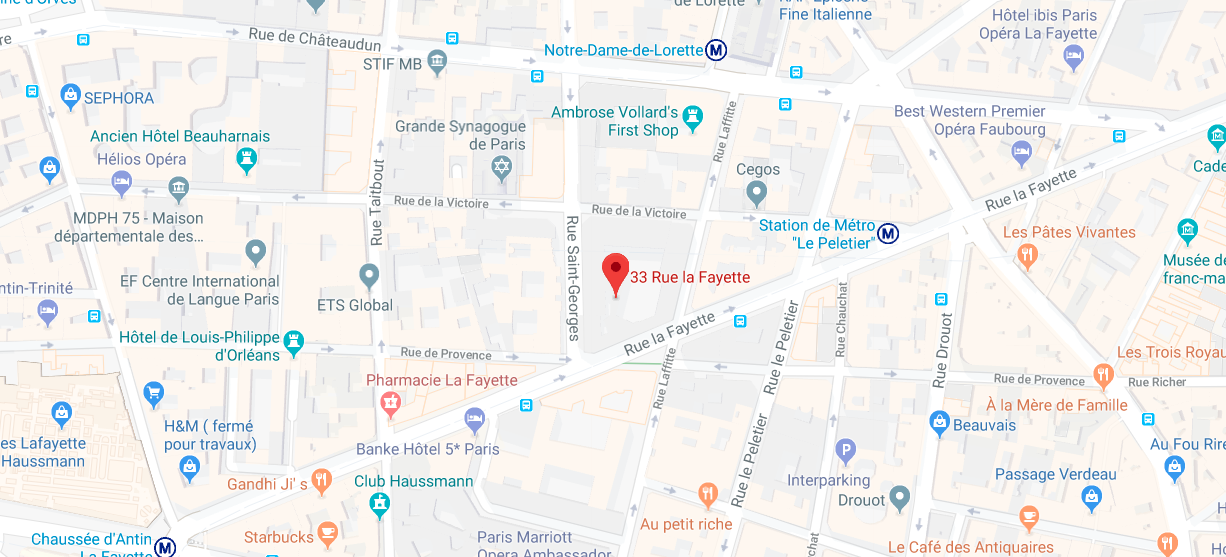 de Lorette
Fine Italienne
Hôtel ibis Paris
Opéra La Fayette
Rue de Châteaudun
STIF MB
Notre-Dame-de-Lorette
SEPHORA
Ambrose Vollard's
First Shop
Rue Laffitte
Best Western Premier
Opéra Faubourg
Ancien Hôtel Beauharnais
Grande Synagogue
de Paris
Hélios Opéra
Cegos
Rue la Fayette
Cade
MDPH 75 - Maison
départementale des...
Rue Taitbout
Rue de la Victoire
Rue de la Victoire
Station de Métro
"Le Peletier"
Les Pâtes Vivantes
Rue Saint-Georges
EF Centre International
de Langue Paris
ETS Global
33 Rue la Fayette
Musée de
franc-ma
ntin-Trinité
Hôtel de Louis-Philippe
d'Orléans
Rue la Fayette
Rue le Peletier
Rue Chauchat
Rue Drouot
Rue de Provence
Les Trois Royau
Pharmacie La Fayette
Rue Laffitte
Rue de Provence
Rue Richer
À la Mère de Famille
es Lafayette
Haussmann
H&M ( fermé
pour travaux)
Banke Hôtel 5* Paris
Rue le Peletier
Beauvais
Au Fou Rire
Gandhi Ji' s
Club Haussmann
Interparking
Drouot
Passage Verdeau
Chaussée d'Antin
La Fayette
Starbucks
Paris Marriott
Opera Ambassador
Au petit riche
Chauchat
Le Café des Antiquaires